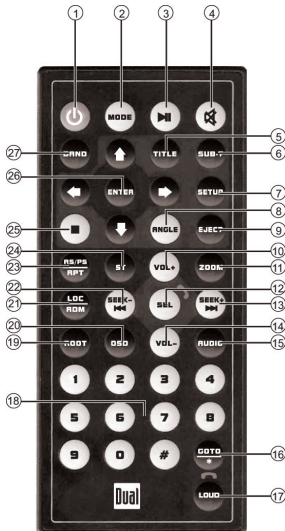 1 2 3 4
MODE
5
27 BAND TITLE SUB-T 6
26 ENTER SETUP 7
8
ANGLE EJECT 9
25
24 10
RS/PS
RPT ST VOL+ ZOOM 11
23
22 12
LOC
RDM SEEK- SEL SEEK+
21 13
20 14
ROOT OSD VOL- AUDIO
19 15
1 2 3 4
18
5 6 7 8
9 0 # GOTO
* 16
Dual LOUD 17